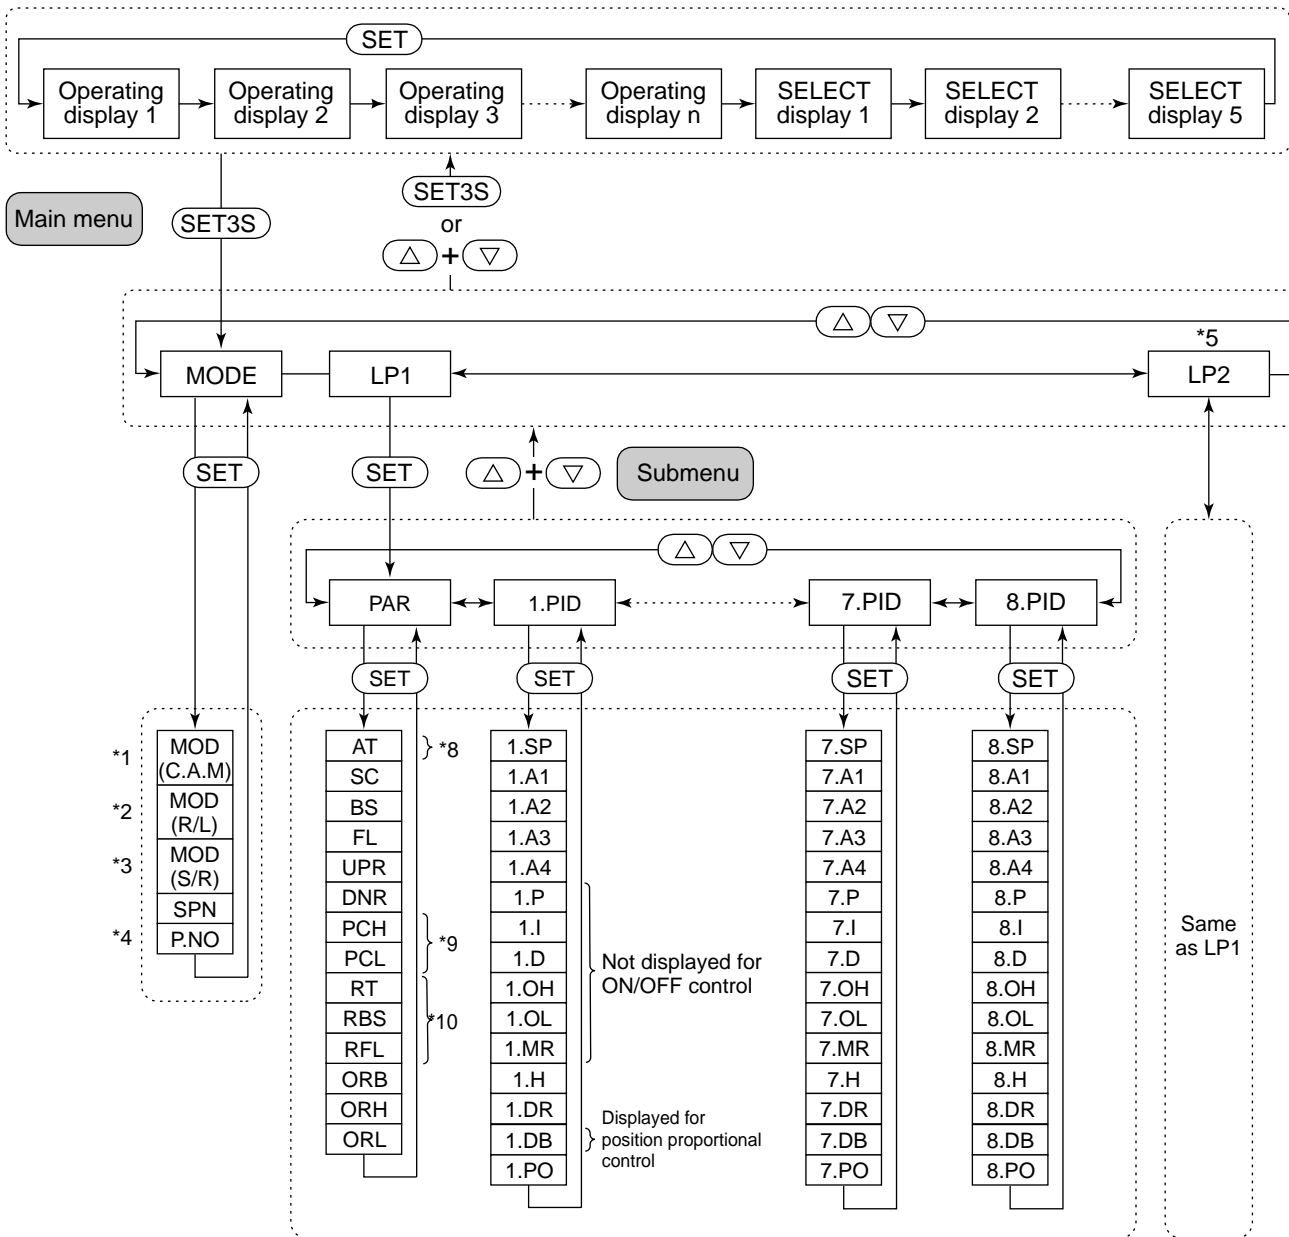 SET
Operating
display 1
Operating
display 2
Operating
display 3
Operating
display n
SELECT
display 1
SELECT
display 2
SELECT
display 5
Main menu
SET3S
SET3S
or
+
*5
MODE
LP1
LP2
SET
SET
+
Submenu
PAR
1.PID
7.PID
8.PID
SET
SET
SET
SET
*1
MOD
(C.A.M)
*2
MOD
(R/L)
*3
MOD
(S/R)
SPN
*4
P.NO
AT
*8
SC
BS
FL
UPR
DNR
PCH
*9
PCL
RT
RBS
*10
RFL
ORB
ORH
ORL
1.SP
1.A1
1.A2
1.A3
1.A4
1.P
1.I
1.D
1.OH
1.OL
1.MR
1.H
1.DR
1.DB
1.PO
Not displayed for
ON/OFF control
Displayed for
position proportional
control
7.SP
7.A1
7.A2
7.A3
7.A4
7.P
7.I
7.D
7.OH
7.OL
7.MR
7.H
7.DR
7.DB
7.PO
8.SP
8.A1
8.A2
8.A3
8.A4
8.P
8.I
8.D
8.OH
8.OL
8.MR
8.H
8.DR
8.DB
8.PO
Same
as LP1